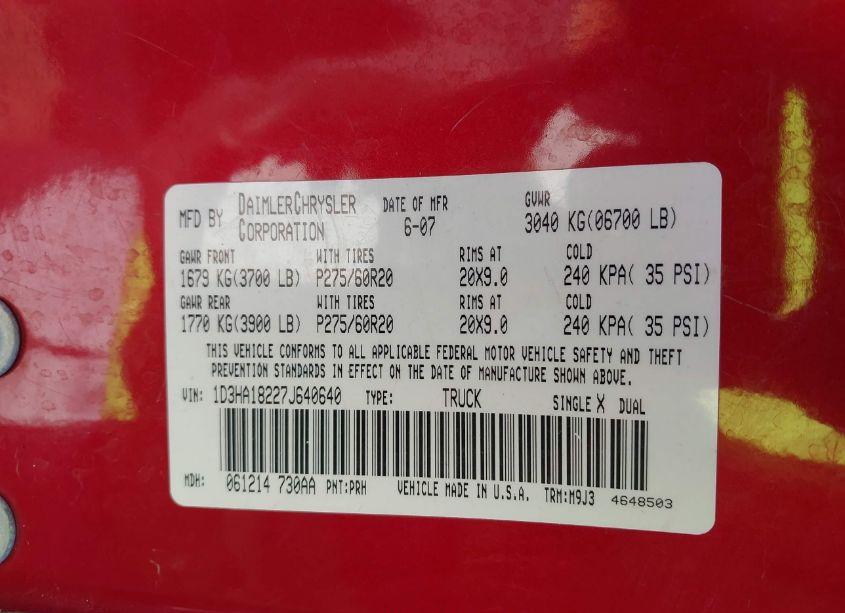 MFD BY DAIMLERCHRYSLER CORPORATION DATE OF MFR 6-07 GVWR 3040 KG(06700 LB)
GAWR FRONT WITH TIRES RIMS AT COLD
1679 KG(3700 LB) P275/60R20 20X9.0 240 KPA( 35 PSI)
GAWR REAR WITH TIRES RIMS AT COLD
1770 KG(3900 LB) P275/60R20 20X9.0 240 KPA( 35 PSI)
THIS VEHICLE CONFORMS TO ALL APPLICABLE FEDERAL MOTOR VEHICLE SAFETY AND THEFT
PREVENTION STANDARDS IN EFFECT ON THE DATE OF MANUFACTURE SHOWN ABOVE.
VIN: 1D3HA18227J640640 TYPE: TRUCK SINGLE X DUAL
MDH: 061214 730AA PNT:PRH VEHICLE MADE IN U.S.A. TRM:M9J3 4648503